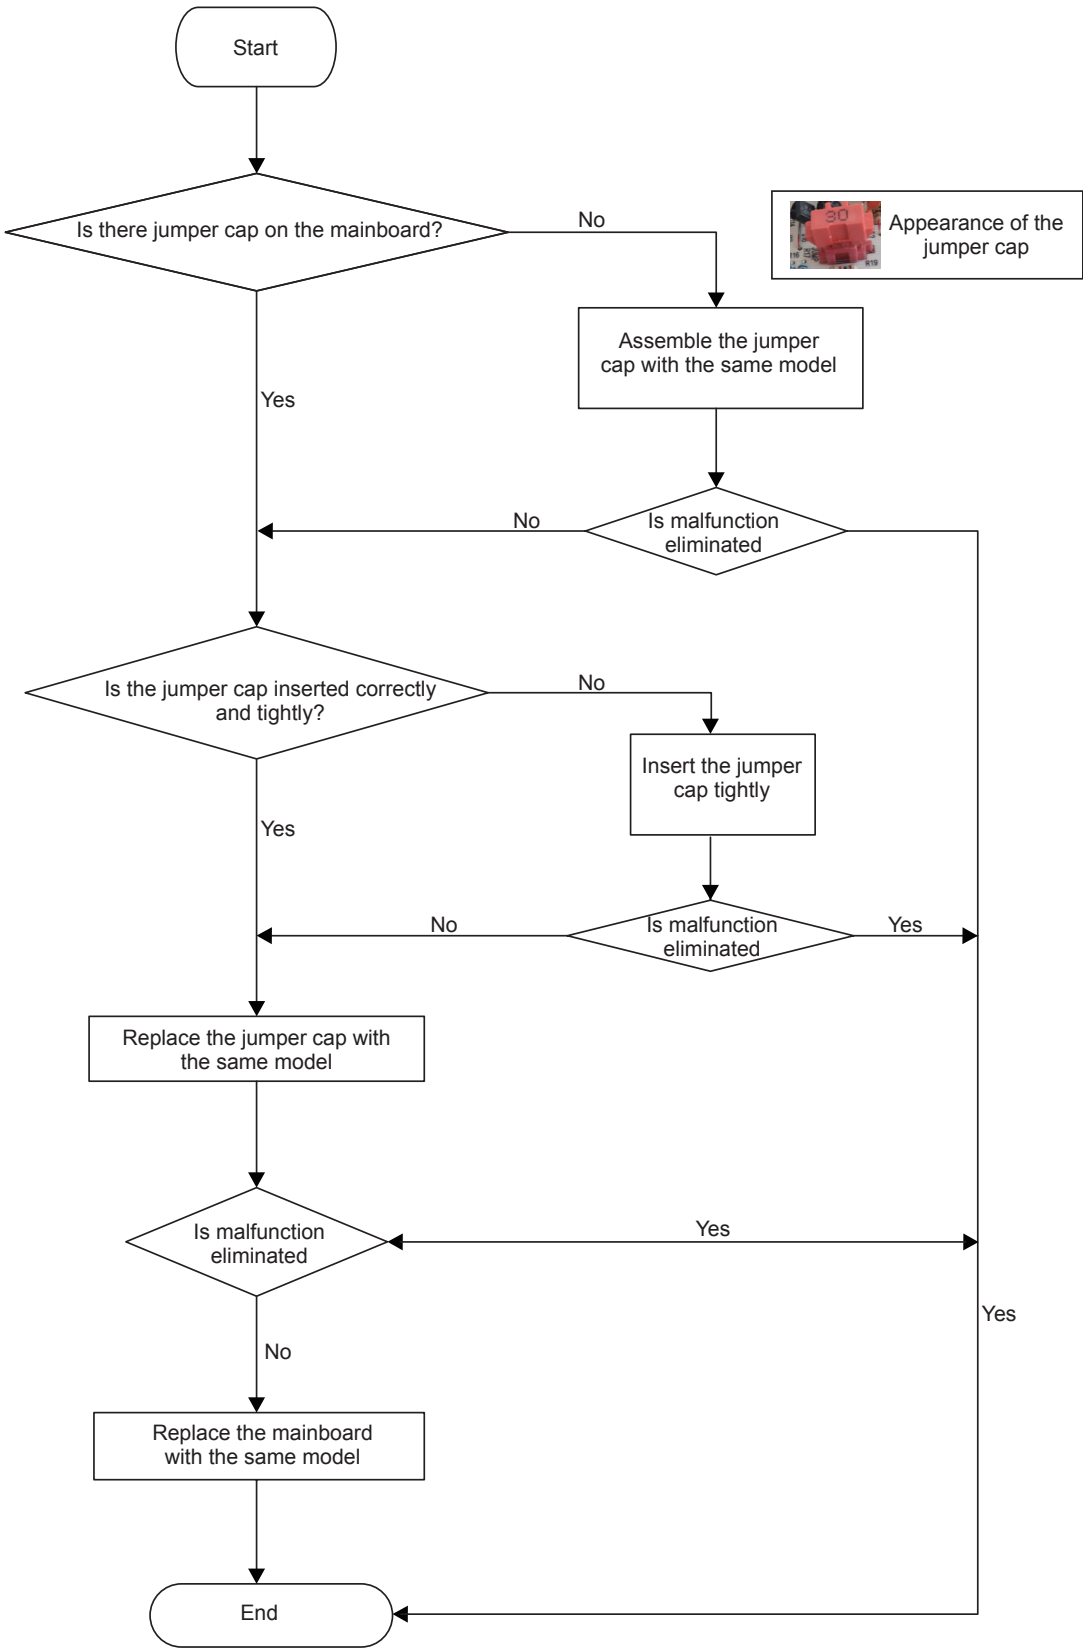 Start
Is there jumper cap on the mainboard?
No
30
Appearance of the
jumper cap
Assemble the jumper
cap with the same model
Yes
No
Is malfunction
eliminated
Is the jumper cap inserted correctly
and tightly?
No
Insert the jumper
cap tightly
Yes
No
Is malfunction
eliminated
Yes
Replace the jumper cap with
the same model
Is malfunction
eliminated
Yes
Yes
No
Replace the mainboard
with the same model
End